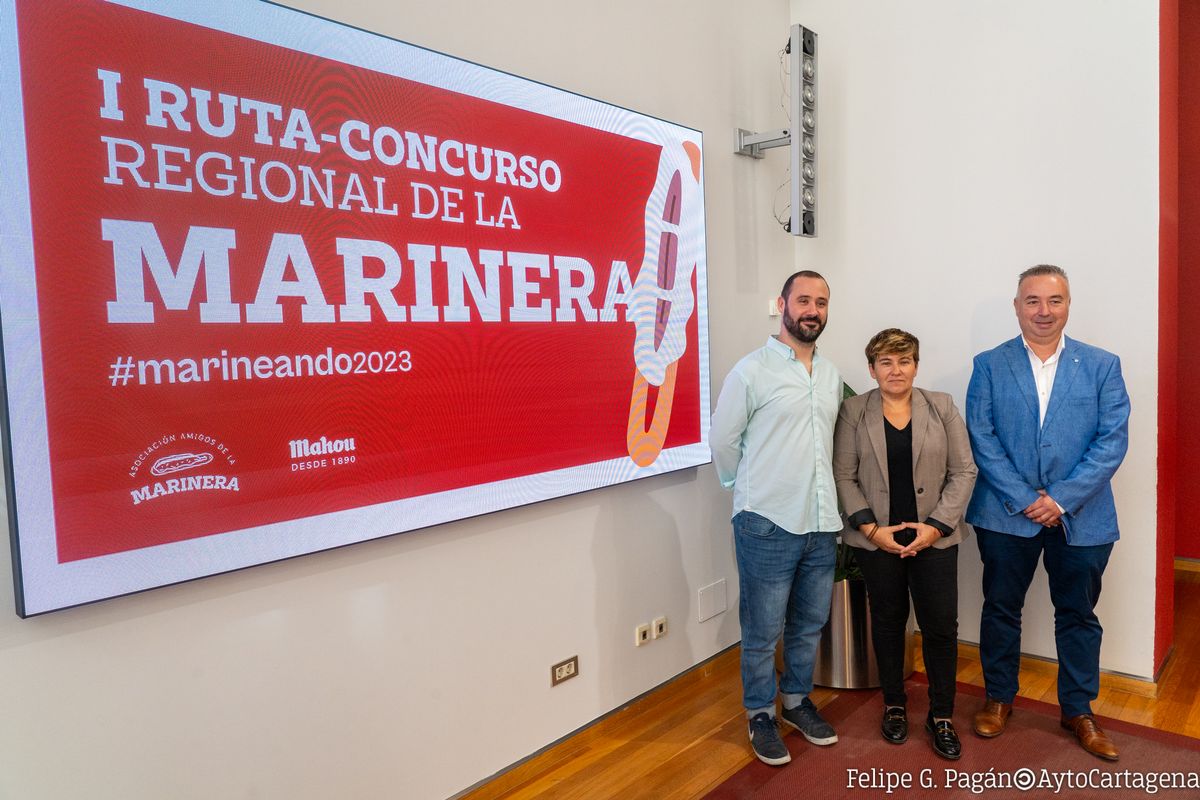 I RUTA-CONCURSO
REGIONAL DE LA
MARINERA
#marineando2023
ASOCIACIÓN AMIGOS DE LA
MARINERA
Mahou
DESDE 1890
Felipe G. Pagán AytoCartagena